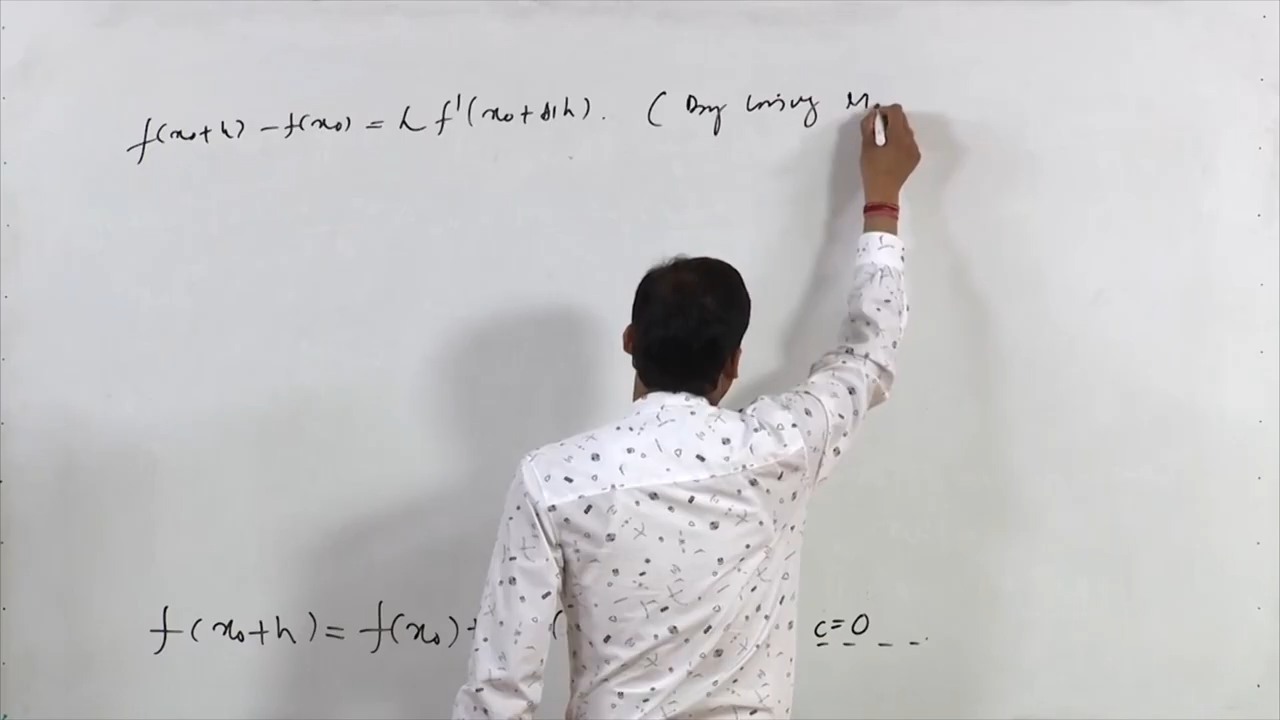 f(x₀+h) - f(x₀) = h f'(x₀+θ₁h). (By using M.
f(x₀+h) = f(x₀) + ( c=0